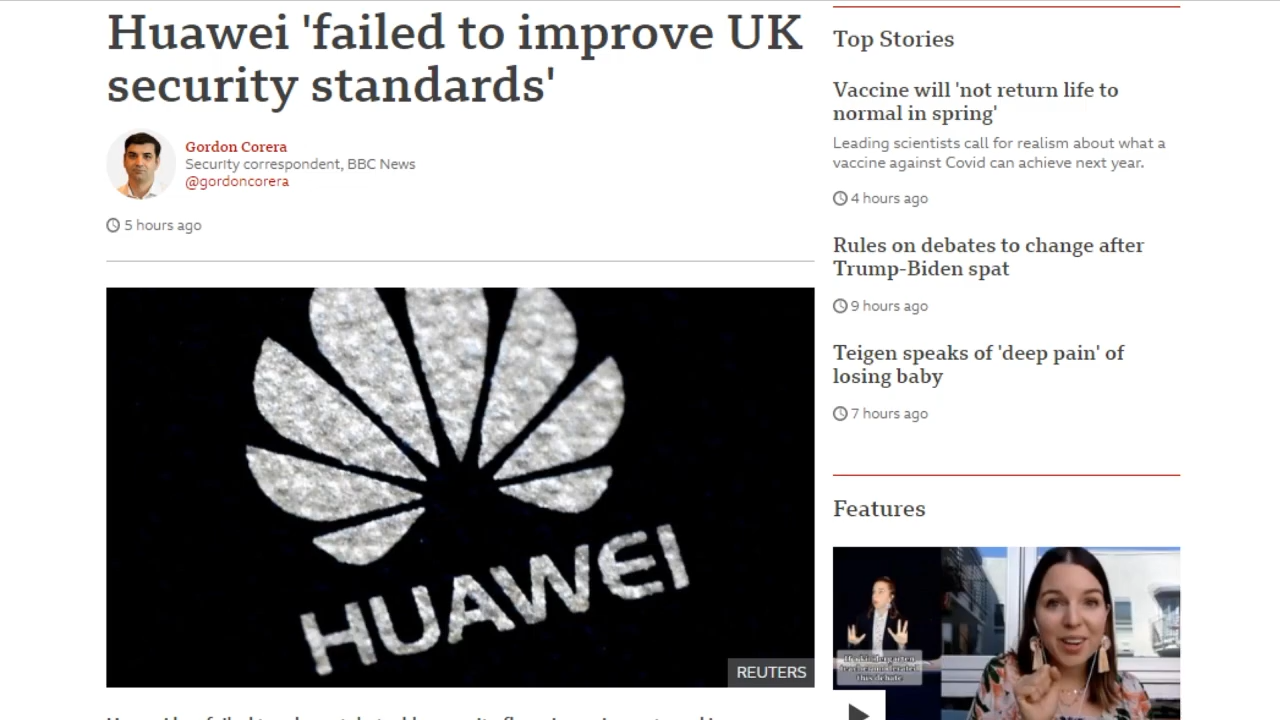 Huawei 'failed to improve UK
security standards'
Gordon Corera
Security correspondent, BBC News
@gordoncorera
5 hours ago
HUAWEI
REUTERS
Top Stories
Vaccine will 'not return life to
normal in spring'
Leading scientists call for realism about what a
vaccine against Covid can achieve next year.
4 hours ago
Rules on debates to change after
Trump-Biden spat
9 hours ago
Teigen speaks of 'deep pain' of
losing baby
7 hours ago
Features
this debate